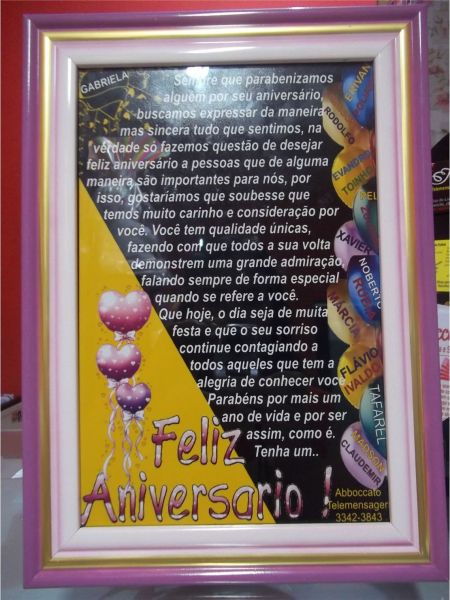 GABRIELA
Sempre que parabenizamos
alguém por seu aniversário,
buscamos expressar da maneira
mas sincera tudo que sentimos, na
verdade só fazemos questão de desejar
feliz aniversário a pessoas que de alguma
maneira são importantes para nós, por
isso, gostaríamos que soubesse que
temos muito carinho e consideração por
você. Você tem qualidade únicas,
fazendo com que todos a sua volta
demonstrem uma grande admiração,
falando sempre de forma especial
quando se refere a você.
Que hoje, o dia seja de muita
festa e que o seu sorriso
continue contagiando a
todos aqueles que tem a
alegria de conhecer você
Parabéns por mais um
ano de vida e por ser
assim, como é.
Tenha um..
Feliz
Aniversario !
ERIVAN
RODOLFO
EVANDRO
TOINHO
XAVIER
NOBERTO
MÁRCIA
FLÁVIO
IVALDO
TAFAREL
MAISON
CLAUDEMIR
Abboccato
Telemensagem
3342-3843